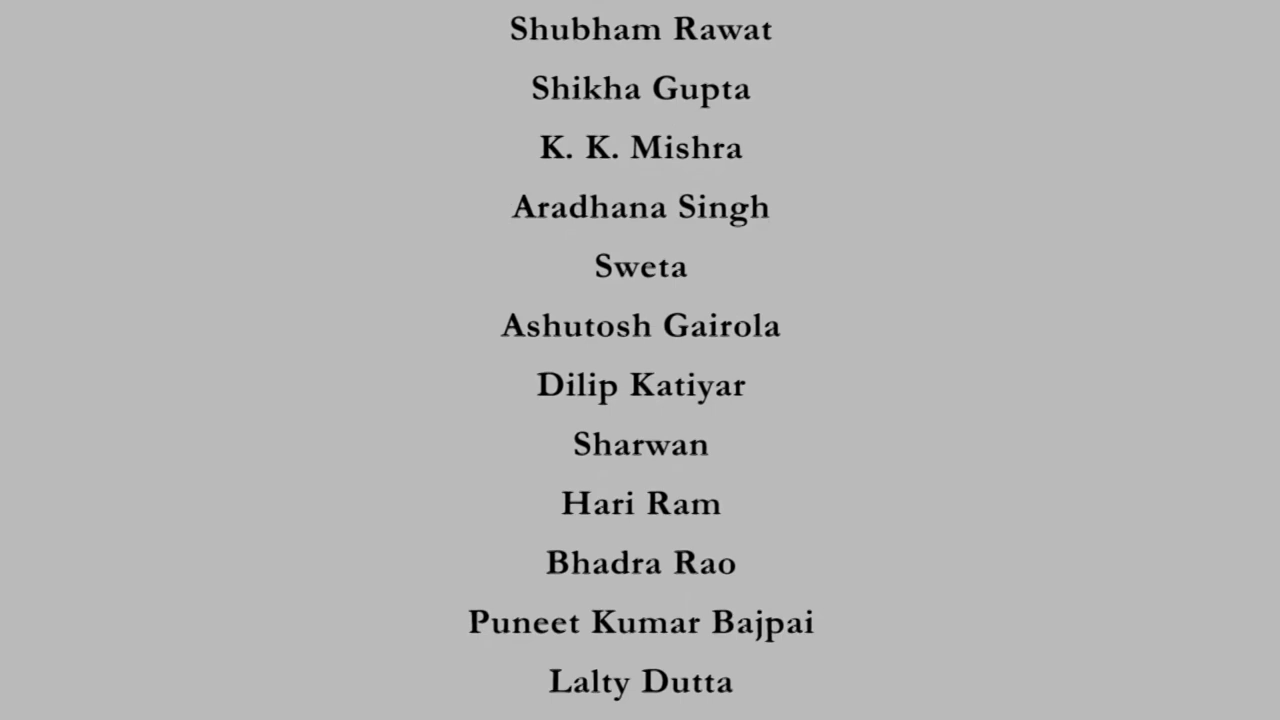 Shubham Rawat
Shikha Gupta
K. K. Mishra
Aradhana Singh
Sweta
Ashutosh Gairola
Dilip Katiyar
Sharwan
Hari Ram
Bhadra Rao
Puneet Kumar Bajpai
Lalty Dutta